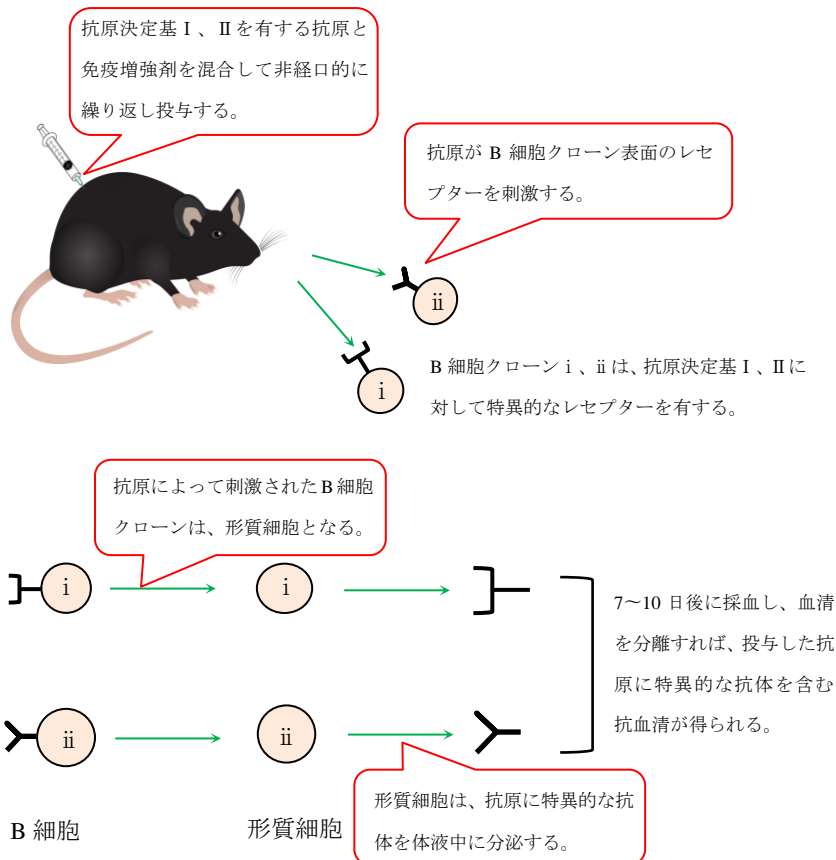 抗原決定基Ⅰ、Ⅱを有する抗原と
免疫増強剤を混合して非経口的に
繰り返し投与する。
抗原が B 細胞クローン表面のレセ
プターを刺激する。
ⅱ
ⅰ
B 細胞クローンⅰ、ⅱは、抗原決定基Ⅰ、Ⅱに
対して特異的なレセプターを有する。
抗原によって刺激された B 細胞
クローンは、形質細胞となる。
ⅰ
ⅰ
7～10 日後に採血し、血清
を分離すれば、投与した抗
原に特異的な抗体を含む
抗血清が得られる。
ⅱ
ⅱ
形質細胞は、抗原に特異的な抗
体を体液中に分泌する。
B 細胞
形質細胞